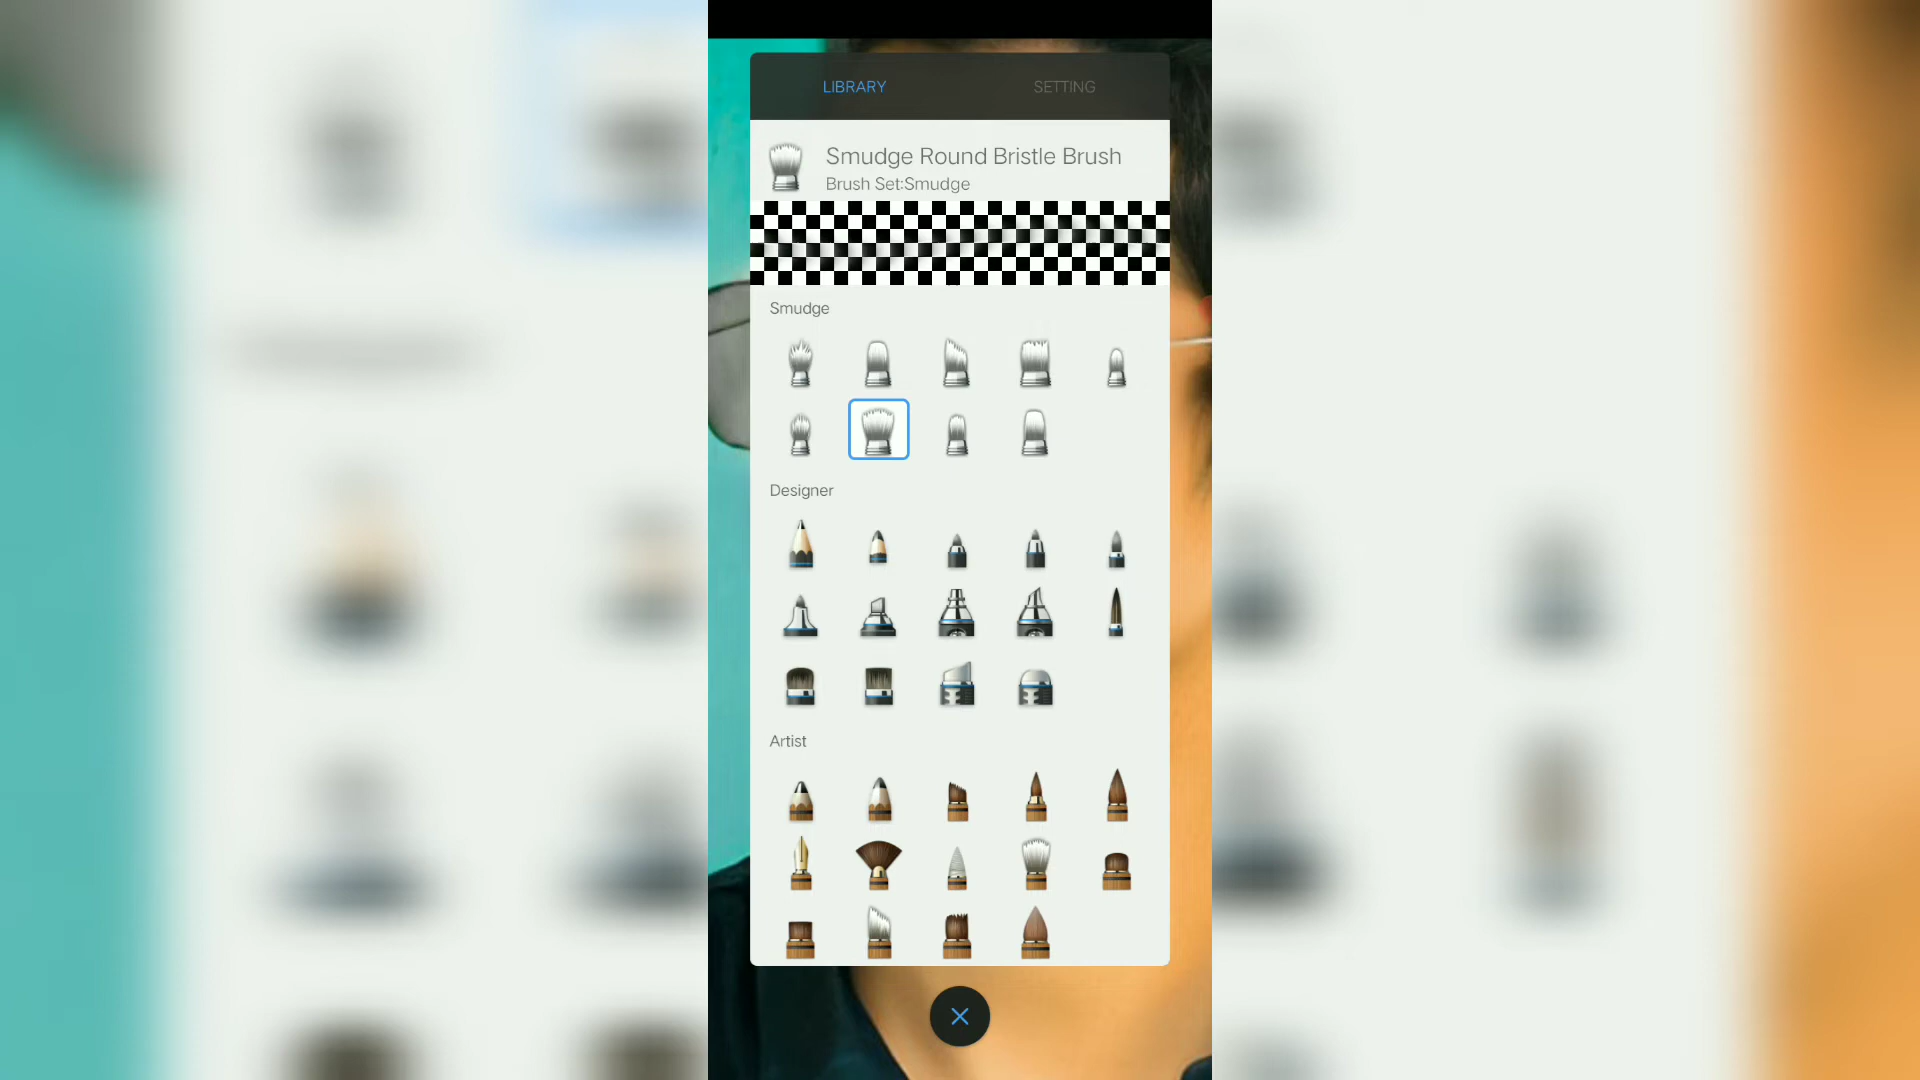 LIBRARY SETTING
Smudge Round Bristle Brush
Brush Set:Smudge
Smudge
Designer
Artist